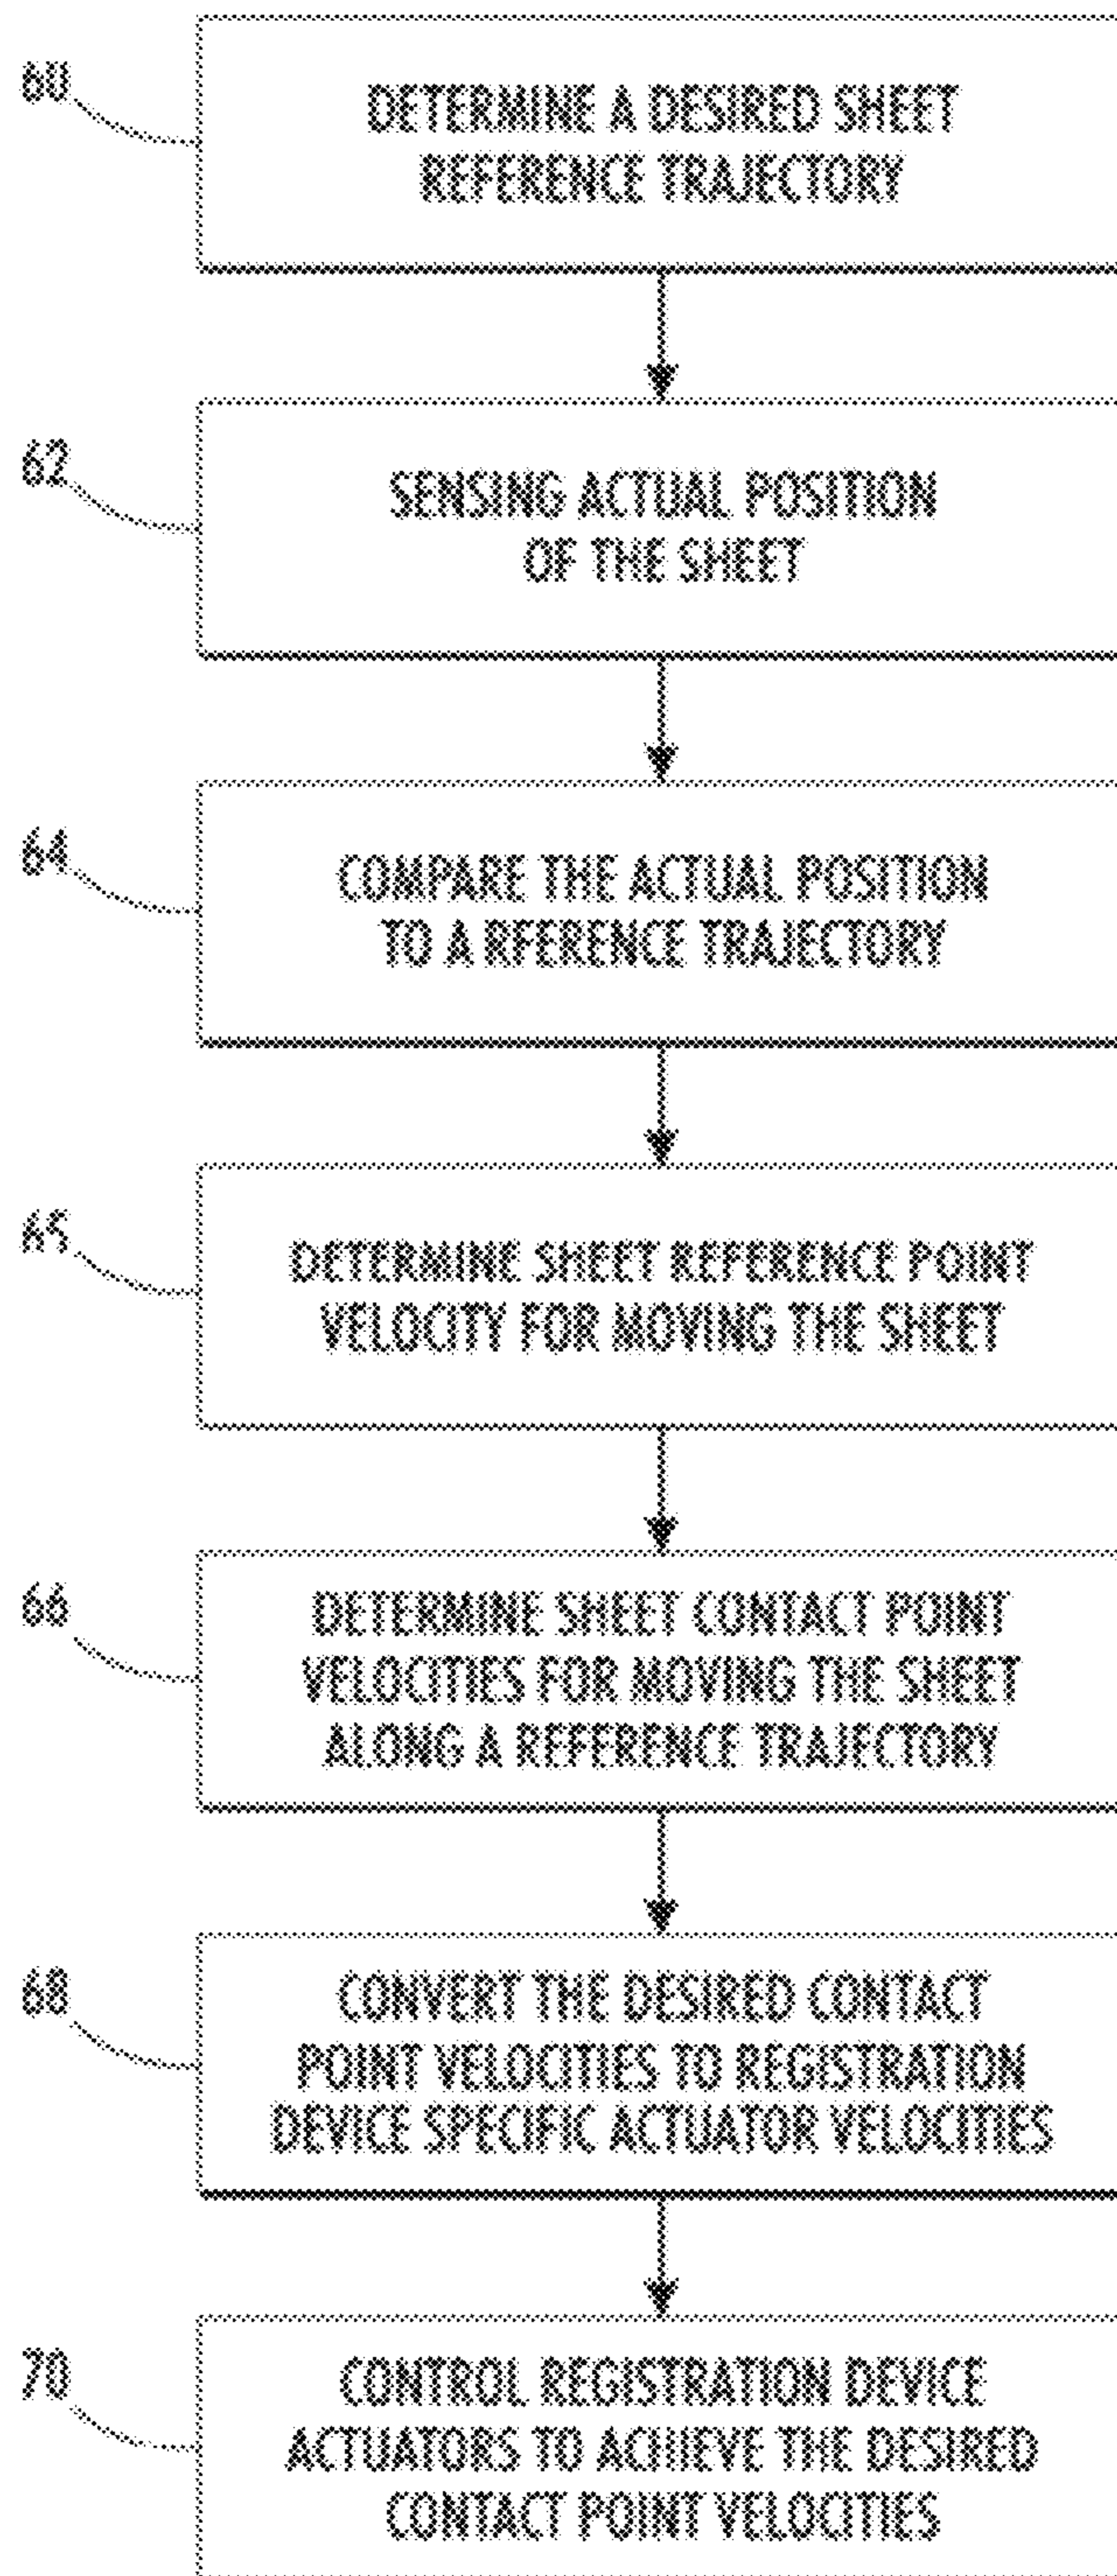 60
DETERMINE A DESIRED SHEET
REFERENCE TRAJECTORY
62
SENSING ACTUAL POSITION
OF THE SHEET
64
COMPARE THE ACTUAL POSITION
TO A RFERENCE TRAJECTORY
65
DETERMINE SHEET REFERENCE POINT
VELOCITY FOR MOVING THE SHEET
66
DETERMINE SHEET CONTACT POINT
VELOCITIES FOR MOVING THE SHEET
ALONG A REFERENCE TRAJECTORY
68
CONVERT THE DESIRED CONTACT
POINT VELOCITIES TO REGISTRATION
DEVICE SPECIFIC ACTUATOR VELOCITIES
70
CONTROL REGISTRATION DEVICE
ACTUATORS TO ACHIEVE THE DESIRED
CONTACT POINT VELOCITIES